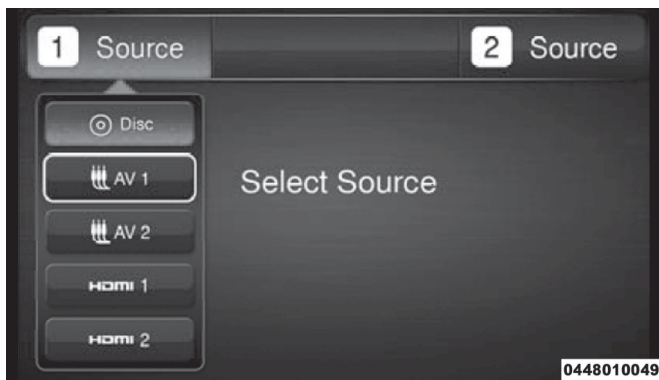 1 Source
2 Source
Disc
AV 1
AV 2
HDMI 1
HDMI 2
Select Source
0448010049